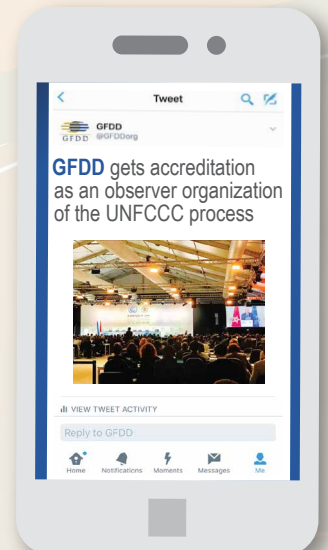 Tweet
GFDD
GFDD
@GFDDorg
GFDD gets accreditation
as an observer organization
of the UNFCCC process
VIEW TWEET ACTIVITY
Reply to GFDD
Home Notifications Moments Messages Me